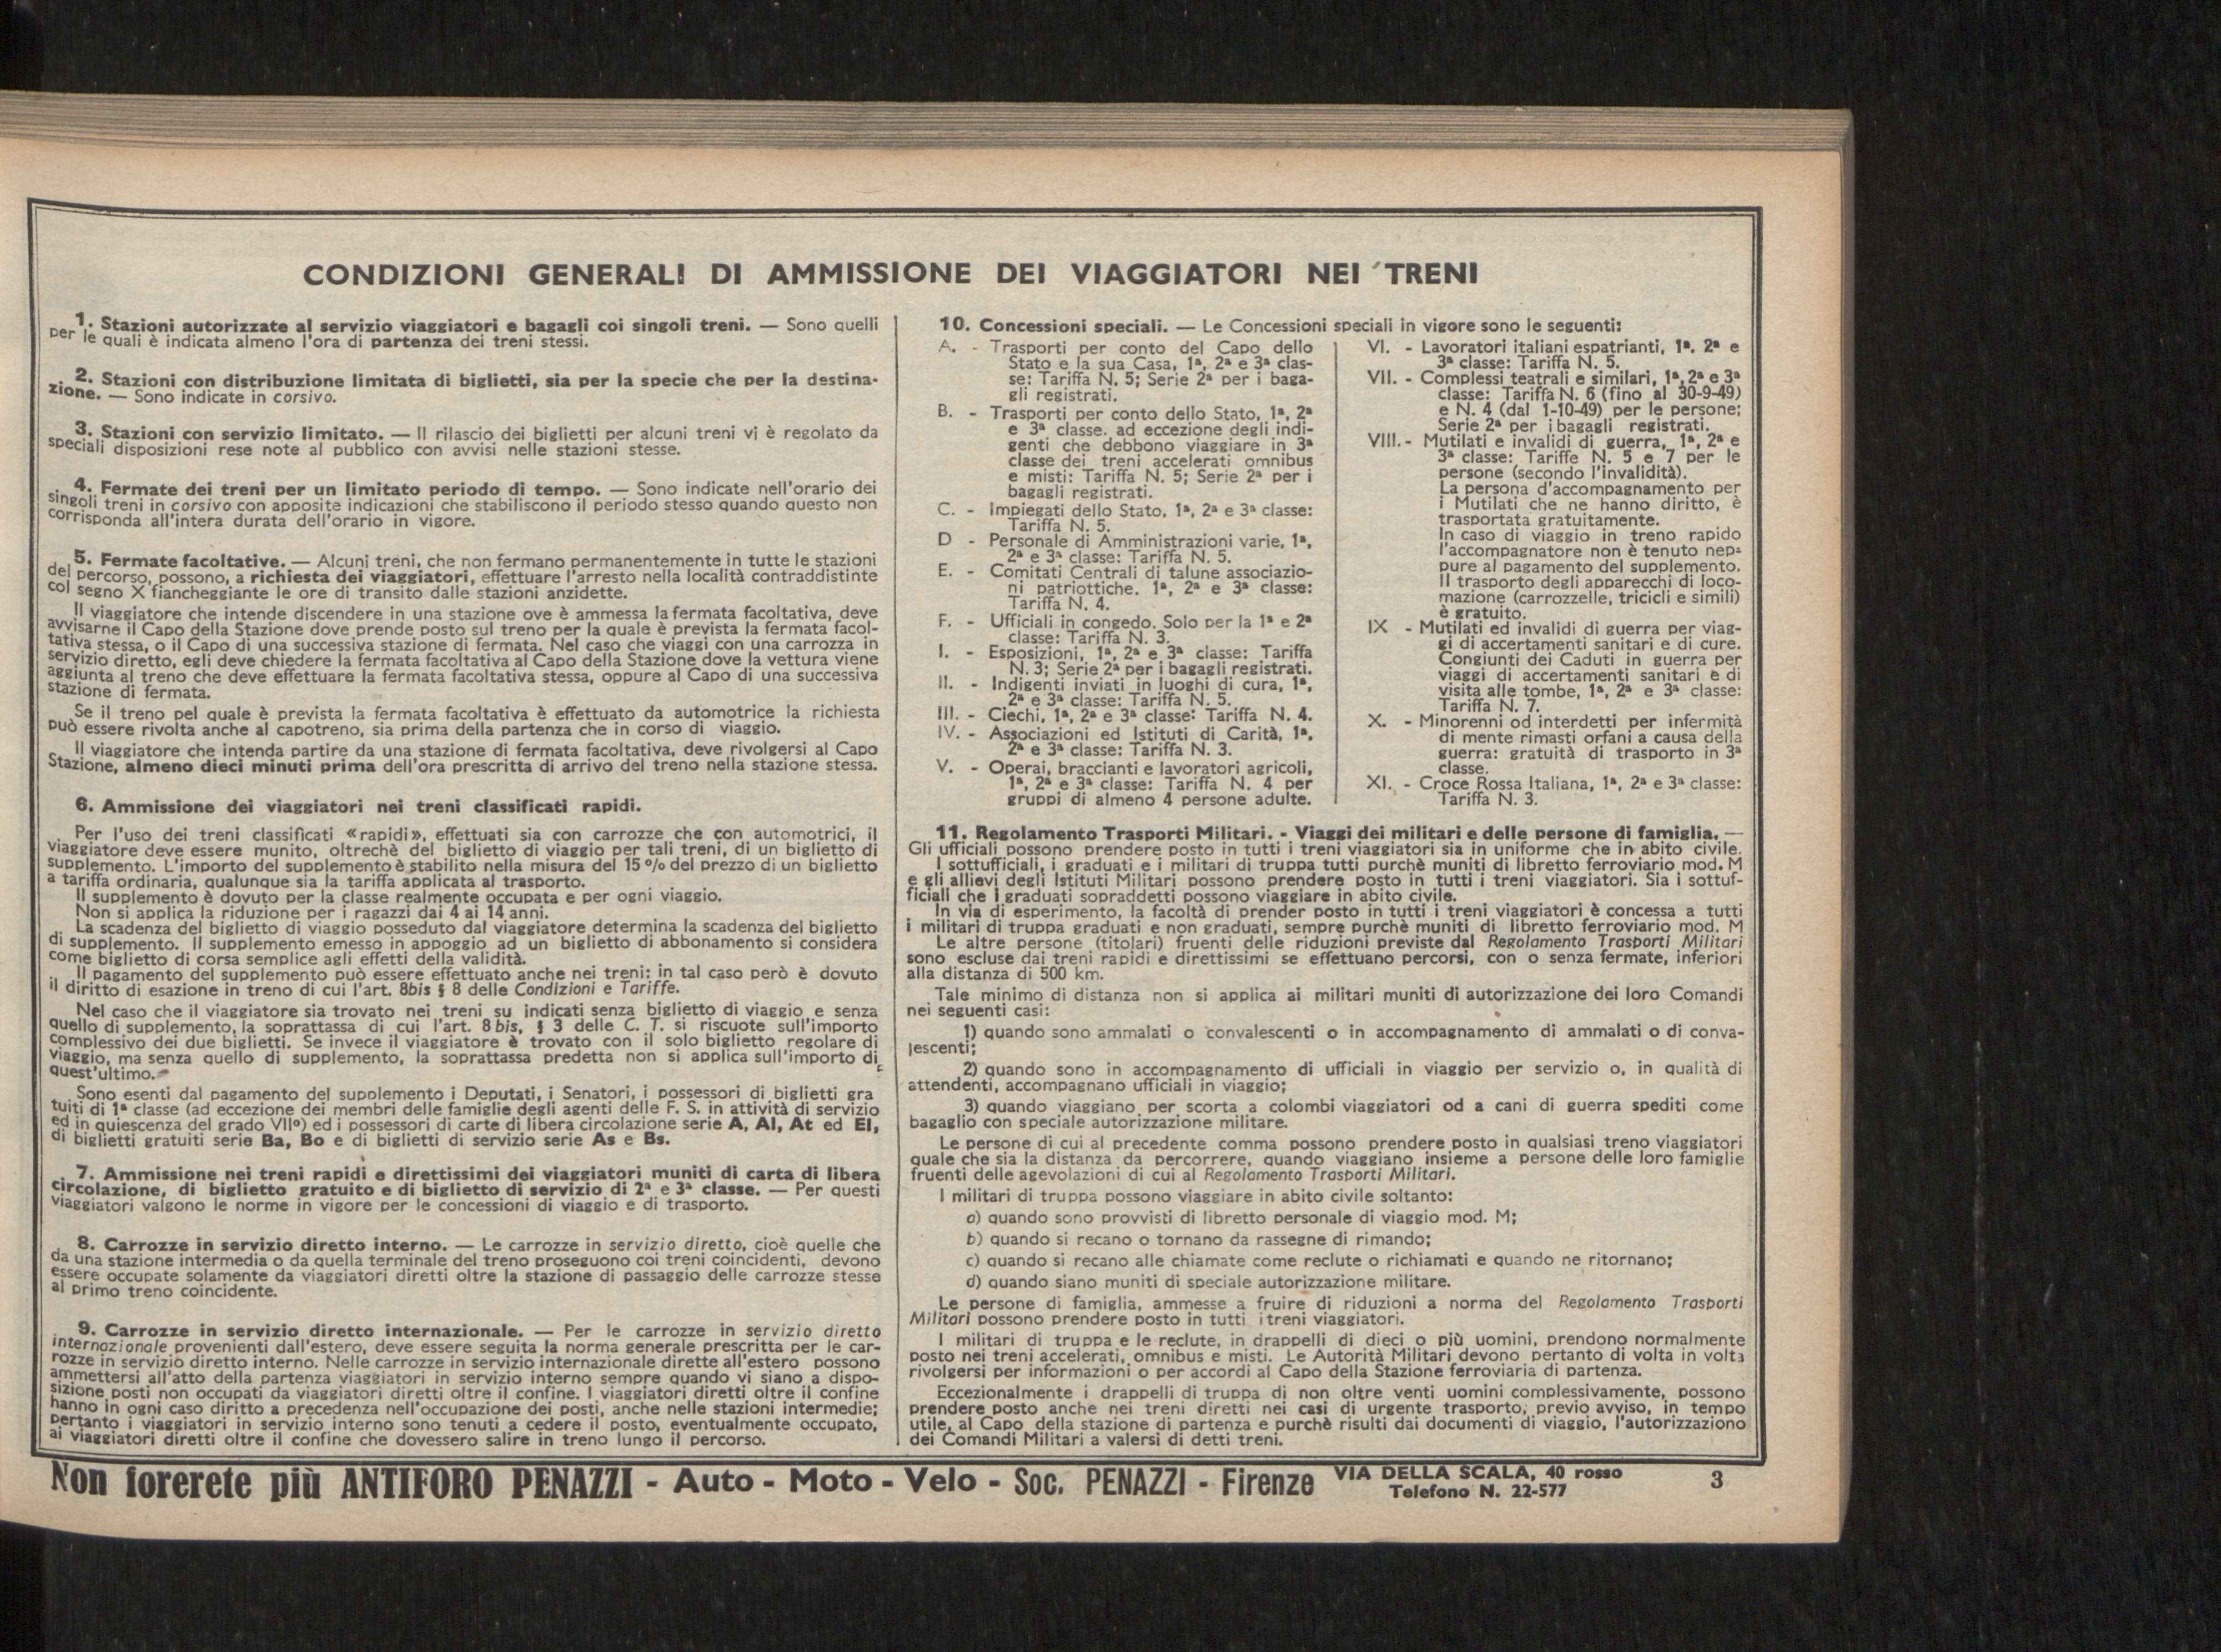 CONDIZIONI GENERALI DI AMMISSIONE DEI VIAGGIATORI NEI TRENI
1. Stazioni autorizzate al servizio viaggiatori e bagagli coi singoli treni. — Sono quelli
per le quali è indicata almeno l'ora di partenza dei treni stessi.
2. Stazioni con distribuzione limitata di biglietti, sia per la specie che per la destina-
zione. — Sono indicate in corsivo.
3. Stazioni con servizio limitato. — Il rilascio dei biglietti per alcuni treni vi è regolato da
speciali disposizioni rese note al pubblico con avvisi nelle stazioni stesse.
4. Fermate dei treni per un limitato periodo di tempo. — Sono indicate nell'orario dei
singoli treni in corsivo con apposite indicazioni che stabiliscono il periodo stesso quando questo non
corrisponda all'intera durata dell'orario in vigore.
5. Fermate facoltative. — Alcuni treni, che non fermano permanentemente in tutte le stazioni
del percorso, possono, a richiesta dei viaggiatori, effettuare l'arresto nella località contraddistinte
col segno X fiancheggiante le ore di transito dalle stazioni anzidette.
Il viaggiatore che intende discendere in una stazione ove è ammessa la fermata facoltativa, deve
avvisarne il Capo della Stazione dove prende posto sul treno per la quale è prevista la fermata facol-
tativa stessa, o il Capo di una successiva stazione di fermata. Nel caso che viaggi con una carrozza in
servizio diretto, egli deve chiedere la fermata facoltativa al Capo della Stazione dove la vettura viene
aggiunta al treno che deve effettuare la fermata facoltativa stessa, oppure al Capo di una successiva
stazione di fermata.
Se il treno pel quale è prevista la fermata facoltativa è effettuato da automotrice la richiesta
può essere rivolta anche al capotreno, sia prima della partenza che in corso di viaggio.
Il viaggiatore che intenda partire da una stazione di fermata facoltativa, deve rivolgersi al Capo
Stazione, almeno dieci minuti prima dell'ora prescritta di arrivo del treno nella stazione stessa.
6. Ammissione dei viaggiatori nei treni classificati rapidi.
Per l'uso dei treni classificati «rapidi», effettuati sia con carrozze che con automotrici, il
viaggiatore deve essere munito, oltrechè del biglietto di viaggio per tali treni, di un biglietto di
supplemento. L'importo del supplemento è stabilito nella misura del 15 % del prezzo di un biglietto
a tariffa ordinaria, qualunque sia la tariffa applicata al trasporto.
Il supplemento è dovuto per la classe realmente occupata e per ogni viaggio.
Non si applica la riduzione per i ragazzi dai 4 ai 14 anni.
La scadenza del biglietto di viaggio posseduto dal viaggiatore determina la scadenza del biglietto
di supplemento. Il supplemento emesso in appoggio ad un biglietto di abbonamento si considera
come biglietto di corsa semplice agli effetti della validità.
Il pagamento del supplemento può essere effettuato anche nei treni; in tal caso però è dovuto
il diritto di esazione in treno di cui l'art. 8bis § 8 delle Condizioni e Tariffe.
Nel caso che il viaggiatore sia trovato nei treni su indicati senza biglietto di viaggio e senza
quello di supplemento, la soprattassa di cui l'art. 8 bis, § 3 delle C. T. si riscuote sull'importo
complessivo dei due biglietti. Se invece il viaggiatore è trovato con il solo biglietto regolare di
viaggio, ma senza quello di supplemento, la soprattassa predetta non si applica sull'importo di
quest'ultimo.
Sono esenti dal pagamento del supplemento i Deputati, i Senatori, i possessori di biglietti gra
tuiti di 1ª classe (ad eccezione dei membri delle famiglie degli agenti delle F. S. in attività di servizio
ed in quiescenza del grado VIIº) ed i possessori di carte di libera circolazione serie A, Al, At ed El,
di biglietti gratuiti serie Ba, Bo e di biglietti di servizio serie As e Bs.
7. Ammissione nei treni rapidi e direttissimi dei viaggiatori muniti di carta di libera
circolazione, di biglietto gratuito e di biglietto di servizio di 2ª e 3ª classe. — Per questi
viaggiatori valgono le norme in vigore per le concessioni di viaggio e di trasporto.
8. Carrozze in servizio diretto interno. — Le carrozze in servizio diretto, cioè quelle che
da una stazione intermedia o da quella terminale del treno proseguono coi treni coincidenti, devono
essere occupate solamente da viaggiatori diretti oltre la stazione di passaggio delle carrozze stesse
al primo treno coincidente.
9. Carrozze in servizio diretto internazionale. — Per le carrozze in servizio diretto
internazionale provenienti dall'estero, deve essere seguita la norma generale prescritta per le car-
rozze in servizio diretto interno. Nelle carrozze in servizio internazionale dirette all'estero possono
ammettersi all'atto della partenza viaggiatori in servizio interno sempre quando vi siano a dispo-
sizione posti non occupati da viaggiatori diretti oltre il confine. I viaggiatori diretti oltre il confine
hanno in ogni caso diritto a precedenza nell'occupazione dei posti, anche nelle stazioni intermedie;
pertanto i viaggiatori in servizio interno sono tenuti a cedere il posto, eventualmente occupato,
ai viaggiatori diretti oltre il confine che dovessero salire in treno lungo il percorso.
10. Concessioni speciali. — Le Concessioni speciali in vigore sono le seguenti:
A. - Trasporti per conto del Capo dello
Stato e la sua Casa, 1ª, 2ª e 3ª clas-
se: Tariffa N. 5; Serie 2ª per i baga-
gli registrati.
B. - Trasporti per conto dello Stato, 1ª, 2ª
e 3ª classe. ad eccezione degli indi-
genti che debbono viaggiare in 3ª
classe dei treni accelerati omnibus
e misti: Tariffa N. 5; Serie 2ª per i
bagagli registrati.
C. - Impiegati dello Stato, 1ª, 2ª e 3ª classe:
Tariffa N. 5.
D - Personale di Amministrazioni varie, 1ª,
2ª e 3ª classe: Tariffa N. 5.
E. - Comitati Centrali di talune associazio-
ni patriottiche. 1ª, 2ª e 3ª classe:
Tariffa N. 4.
F. - Ufficiali in congedo. Solo per la 1ª e 2ª
classe: Tariffa N. 3.
I. - Esposizioni, 1ª, 2ª e 3ª classe: Tariffa
N. 3; Serie 2ª per i bagagli registrati.
II. - Indigenti inviati in luoghi di cura, 1ª,
2ª e 3ª classe: Tariffa N. 5.
III. - Ciechi, 1ª, 2ª e 3ª classe: Tariffa N. 4.
IV. - Associazioni ed Istituti di Carità, 1ª,
2ª e 3ª classe: Tariffa N. 3.
V. - Operai, braccianti e lavoratori agricoli,
1ª, 2ª e 3ª classe: Tariffa N. 4 per
gruppi di almeno 4 persone adulte.
VI. - Lavoratori italiani espatrianti, 1ª. 2ª e
3ª classe: Tariffa N. 5.
VII. - Complessi teatrali e similari, 1ª, 2ª e 3ª
classe: Tariffa N. 6 (fino al 30-9-49)
e N. 4 (dal 1-10-49) per le persone;
Serie 2ª per i bagagli registrati.
VIII. - Mutilati e invalidi di guerra, 1ª, 2ª e
3ª classe: Tariffe N. 5 e 7 per le
persone (secondo l'invalidità).
La persona d'accompagnamento per
i Mutilati che ne hanno diritto, è
trasportata gratuitamente.
In caso di viaggio in treno rapido
l'accompagnatore non è tenuto nep-
pure al pagamento del supplemento.
Il trasporto degli apparecchi di loco-
mazione (carrozzelle, tricicli e simili)
è gratuito.
IX - Mutilati ed invalidi di guerra per viag-
gi di accertamenti sanitari e di cure.
Congiunti dei Caduti in guerra per
viaggi di accertamenti sanitari e di
visita alle tombe, 1ª, 2ª e 3ª classe:
Tariffa N. 7.
X. - Minorenni od interdetti per infermità
di mente rimasti orfani a causa della
guerra: gratuità di trasporto in 3ª
classe.
XI. - Croce Rossa Italiana, 1ª, 2ª e 3ª classe:
Tariffa N. 3.
11. Regolamento Trasporti Militari. - Viaggi dei militari e delle persone di famiglia. —
Gli ufficiali possono prendere posto in tutti i treni viaggiatori sia in uniforme che in abito civile.
I sottufficiali, i graduati e i militari di truppa tutti purchè muniti di libretto ferroviario mod. M
e gli allievi degli Istituti Militari possono prendere posto in tutti i treni viaggiatori. Sia i sottuf-
ficiali che i graduati sopraddetti possono viaggiare in abito civile.
In via di esperimento, la facoltà di prender posto in tutti i treni viaggiatori è concessa a tutti
i militari di truppa graduati e non graduati, sempre purchè muniti di libretto ferroviario mod. M
Le altre persone (titolari) fruenti delle riduzioni previste dal Regolamento Trasporti Militari
sono escluse dai treni rapidi e direttissimi se effettuano percorsi, con o senza fermate, inferiori
alla distanza di 500 km.
Tale minimo di distanza non si applica ai militari muniti di autorizzazione dei loro Comandi
nei seguenti casi:
1) quando sono ammalati o convalescenti o in accompagnamento di ammalati o di conva-
lescenti;
2) quando sono in accompagnamento di ufficiali in viaggio per servizio o, in qualità di
attendenti, accompagnano ufficiali in viaggio;
3) quando viaggiano per scorta a colombi viaggiatori od a cani di guerra spediti come
bagaglio con speciale autorizzazione militare.
Le persone di cui al precedente comma possono prendere posto in qualsiasi treno viaggiatori
quale che sia la distanza da percorrere, quando viaggiano insieme a persone delle loro famiglie
fruenti delle agevolazioni di cui al Regolamento Trasporti Militari.
I militari di truppa possono viaggiare in abito civile soltanto:
a) quando sono provvisti di libretto personale di viaggio mod. M;
b) quando si recano o tornano da rassegne di rimando;
c) quando si recano alle chiamate come reclute o richiamati e quando ne ritornano;
d) quando siano muniti di speciale autorizzazione militare.
Le persone di famiglia, ammesse a fruire di riduzioni a norma del Regolamento Trasporti
Militari possono prendere posto in tutti i treni viaggiatori.
I militari di truppa e le reclute, in drappelli di dieci o più uomini, prendono normalmente
posto nei treni accelerati, omnibus e misti. Le Autorità Militari devono pertanto di volta in volta
rivolgersi per informazioni o per accordi al Capo della Stazione ferroviaria di partenza.
Eccezionalmente i drappelli di truppa di non oltre venti uomini complessivamente, possono
prendere posto anche nei treni diretti nei casi di urgente trasporto, previo avviso, in tempo
utile, al Capo della stazione di partenza e purchè risulti dai documenti di viaggio, l'autorizzaziono
dei Comandi Militari a valersi di detti treni.
Non forerete più ANTIFORO PENAZZI - Auto - Moto - Velo - Soc. PENAZZI - Firenze VIA DELLA SCALA, 40 rosso
Telefono N. 22-577
3